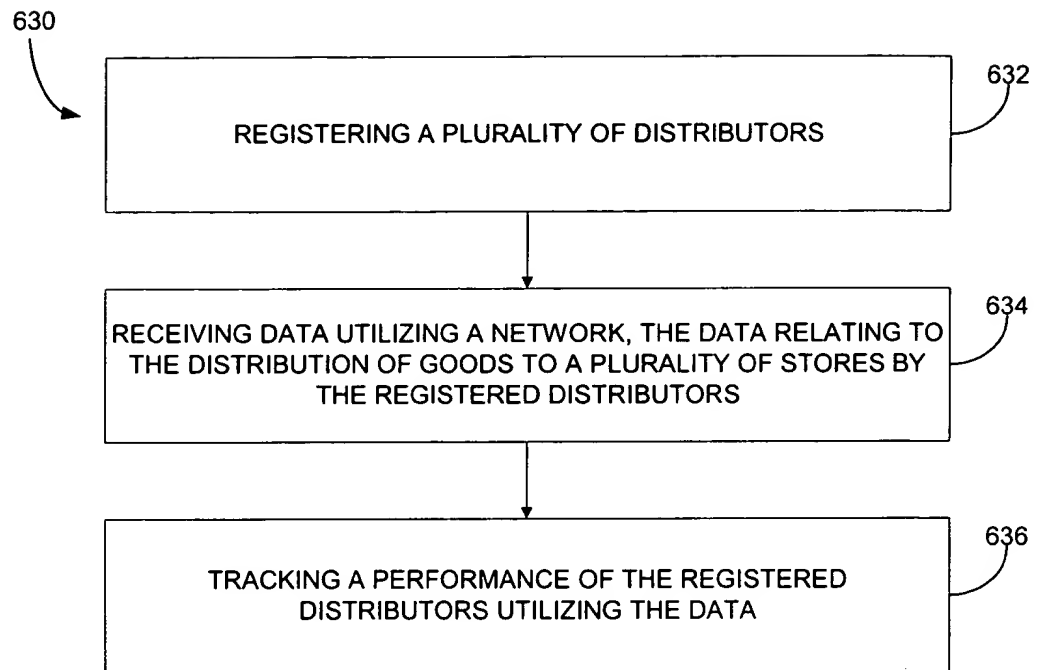 630
632
REGISTERING A PLURALITY OF DISTRIBUTORS
634
RECEIVING DATA UTILIZING A NETWORK, THE DATA RELATING TO
THE DISTRIBUTION OF GOODS TO A PLURALITY OF STORES BY
THE REGISTERED DISTRIBUTORS
636
TRACKING A PERFORMANCE OF THE REGISTERED
DISTRIBUTORS UTILIZING THE DATA